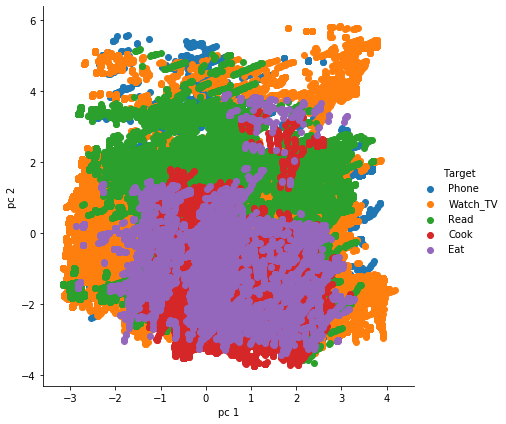 6
4
2
0
−2
−4
pc 2
−3
−2
−1
0
1
2
3
4
pc 1
Target
Phone
Watch_TV
Read
Cook
Eat